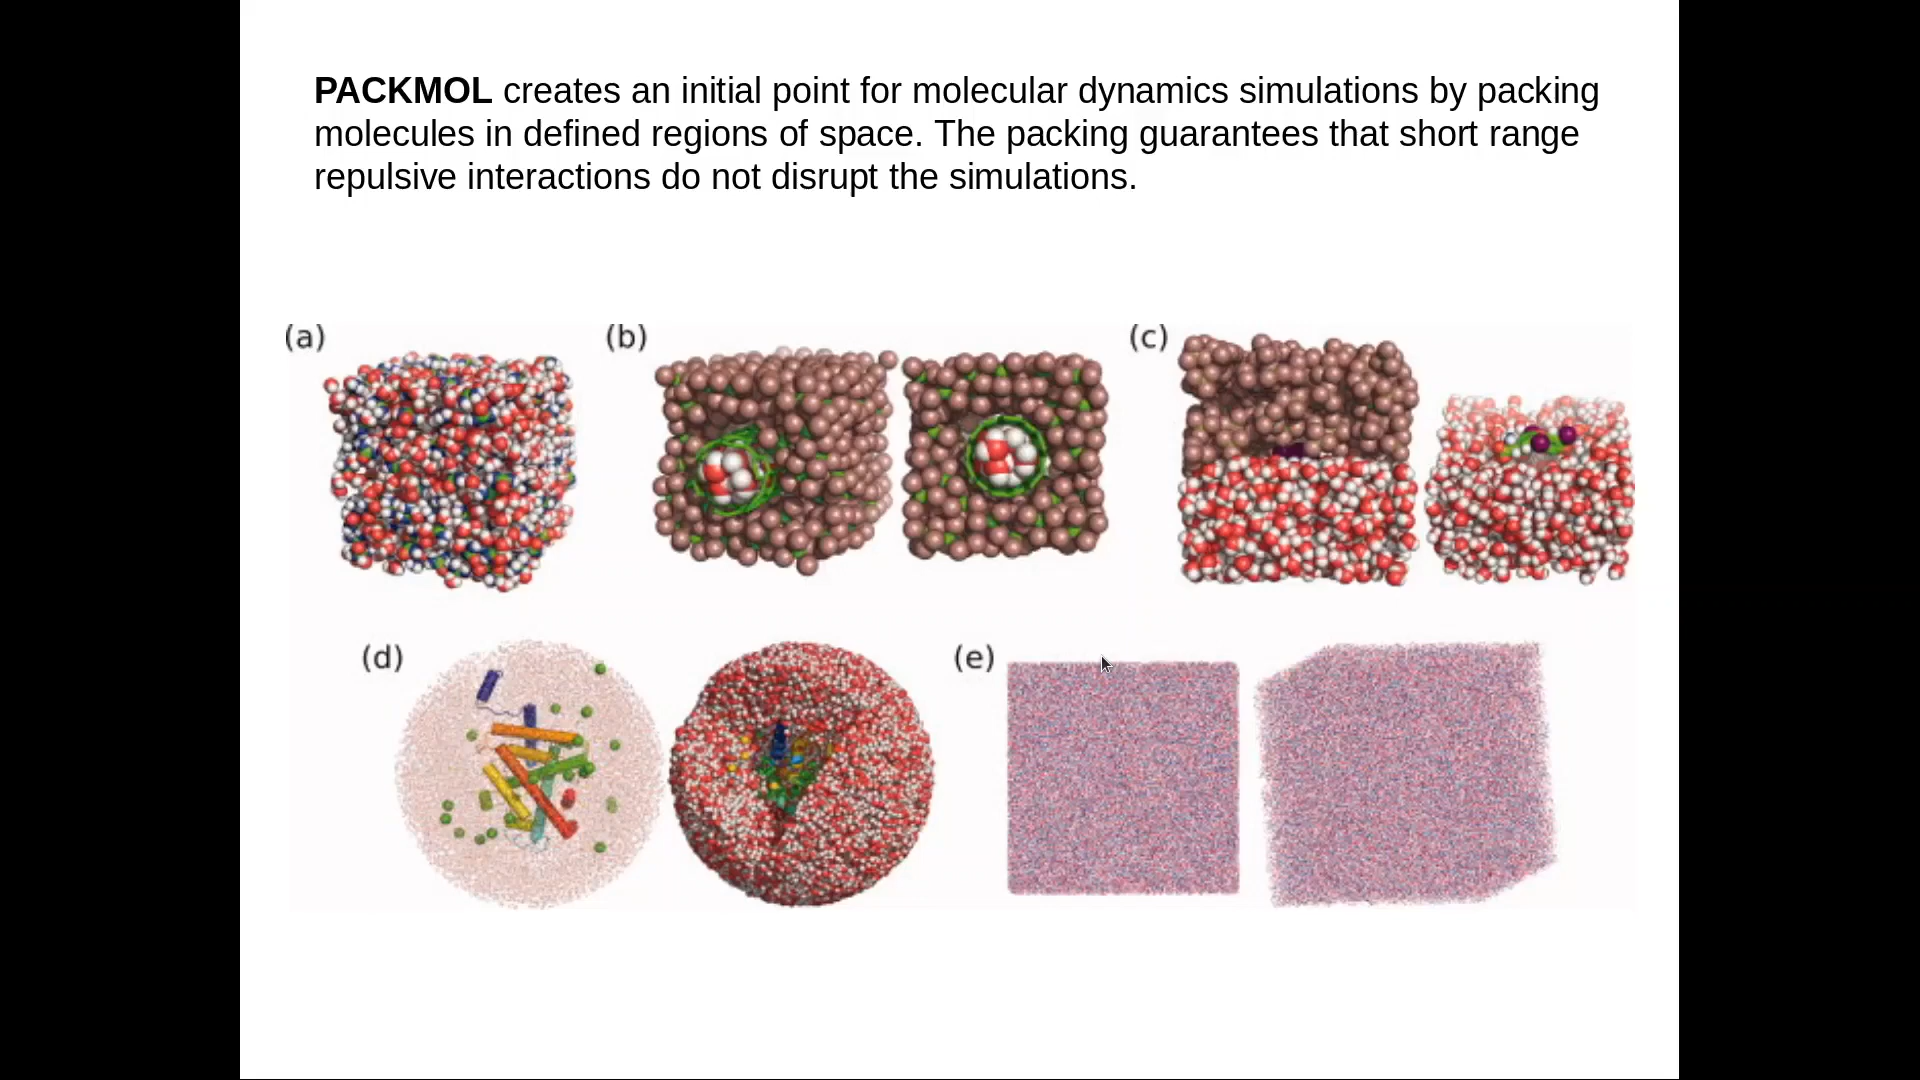 PACKMOL creates an initial point for molecular dynamics simulations by packing
molecules in defined regions of space. The packing guarantees that short range
repulsive interactions do not disrupt the simulations.
(a)
(b)
(c)
(d)
(e)